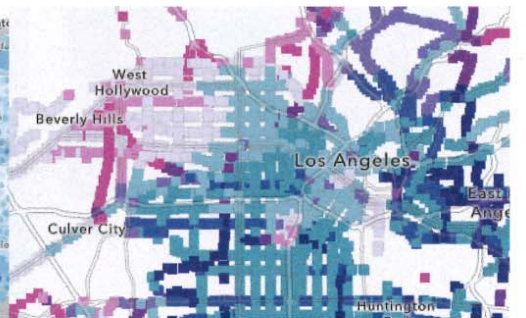 West
Hollywood
Beverly Hills
Los Angeles
East
Ange
Culver City
Huntington